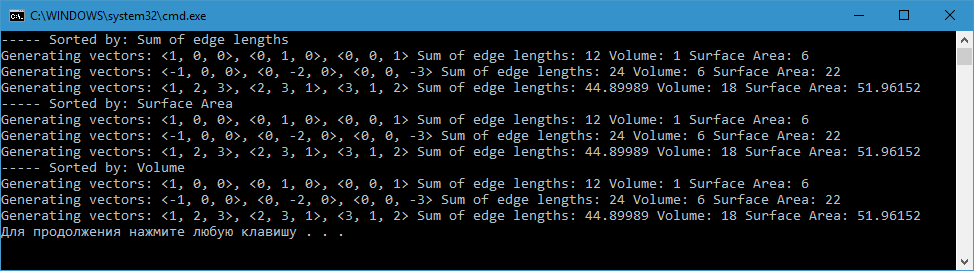 C:\WINDOWS\system32\cmd.exe
----- Sorted by: Sum of edge lengths
Generating vectors: <1, 0, 0>, <0, 1, 0>, <0, 0, 1> Sum of edge lengths: 12 Volume: 1 Surface Area: 6
Generating vectors: <-1, 0, 0>, <0, -2, 0>, <0, 0, -3> Sum of edge lengths: 24 Volume: 6 Surface Area: 22
Generating vectors: <1, 2, 3>, <2, 3, 1>, <3, 1, 2> Sum of edge lengths: 44.89989 Volume: 18 Surface Area: 51.96152
----- Sorted by: Surface Area
Generating vectors: <1, 0, 0>, <0, 1, 0>, <0, 0, 1> Sum of edge lengths: 12 Volume: 1 Surface Area: 6
Generating vectors: <-1, 0, 0>, <0, -2, 0>, <0, 0, -3> Sum of edge lengths: 24 Volume: 6 Surface Area: 22
Generating vectors: <1, 2, 3>, <2, 3, 1>, <3, 1, 2> Sum of edge lengths: 44.89989 Volume: 18 Surface Area: 51.96152
----- Sorted by: Volume
Generating vectors: <1, 0, 0>, <0, 1, 0>, <0, 0, 1> Sum of edge lengths: 12 Volume: 1 Surface Area: 6
Generating vectors: <-1, 0, 0>, <0, -2, 0>, <0, 0, -3> Sum of edge lengths: 24 Volume: 6 Surface Area: 22
Generating vectors: <1, 2, 3>, <2, 3, 1>, <3, 1, 2> Sum of edge lengths: 44.89989 Volume: 18 Surface Area: 51.96152
Для продолжения нажмите любую клавишу . . .